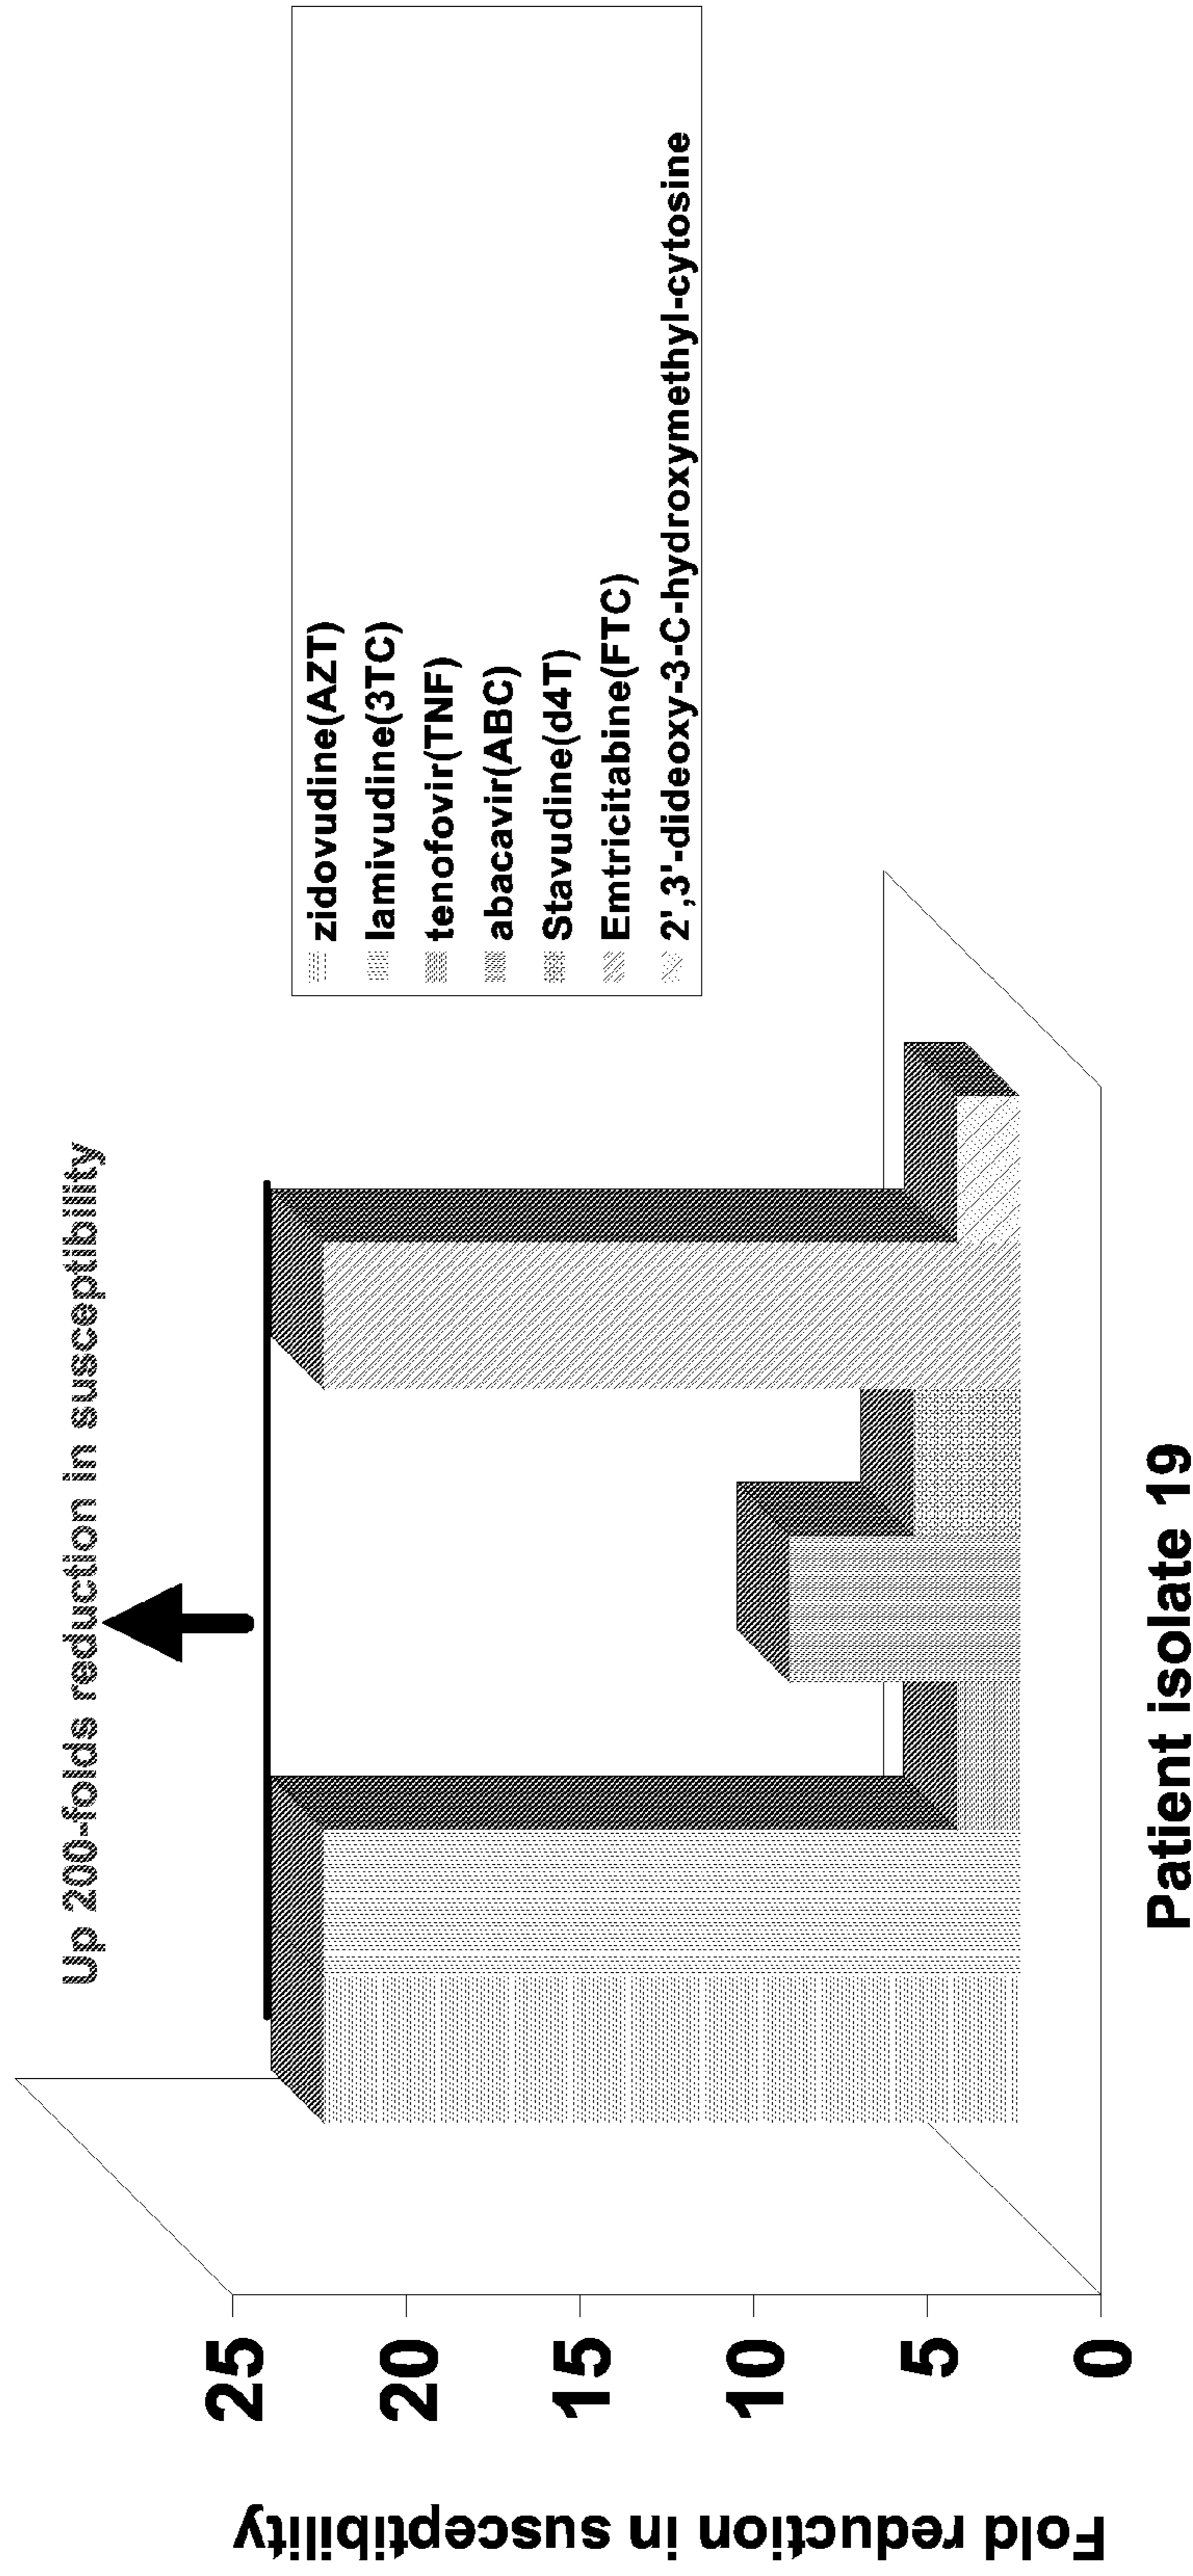 Up 200-folds reduction in susceptibility
zidovudine(AZT)
lamivudine(3TC)
tenofovir(TNF)
abacavir(ABC)
Stavudine(d4T)
Emtricitabine(FTC)
2',3'-dideoxy-3-C-hydroxymethyl-cytosine
Fold reduction in susceptibility
25
20
15
10
5
0
Patient isolate 19